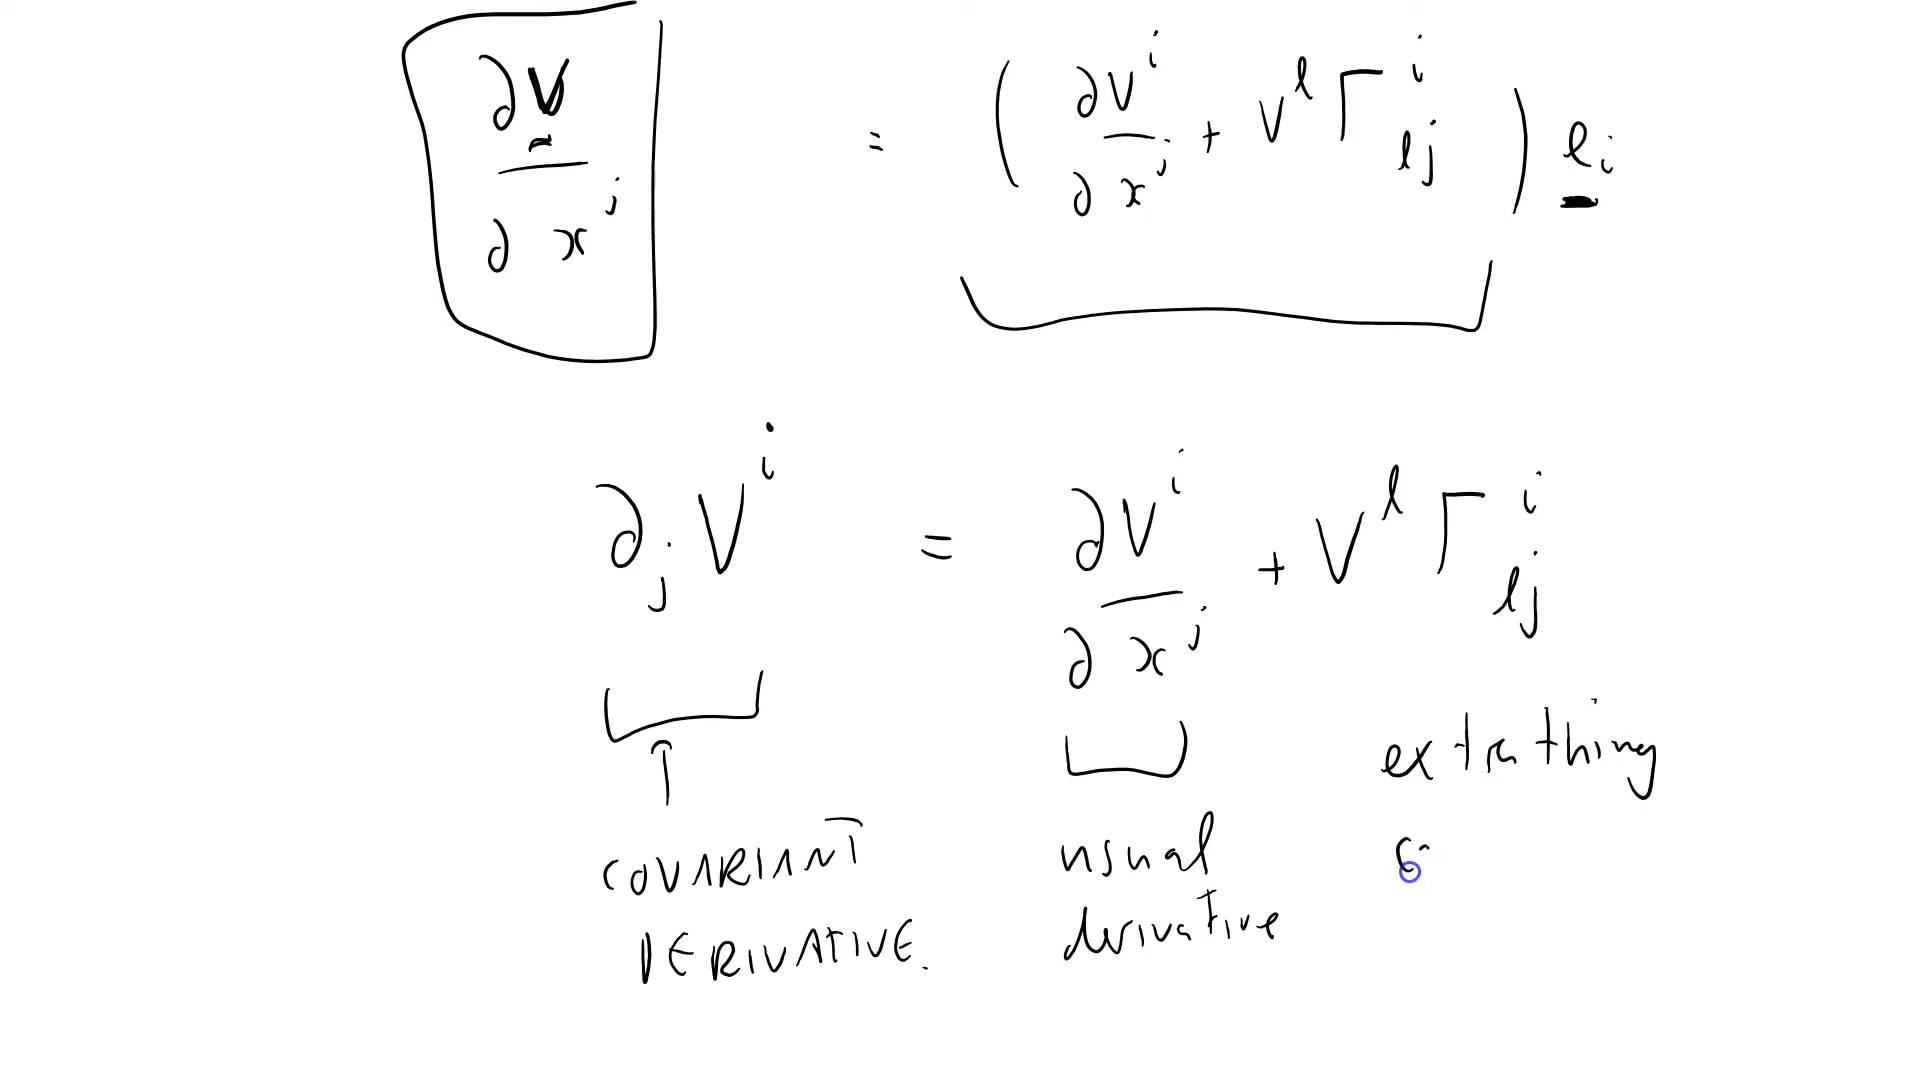 ∂V/∂x^j = ( ∂V^i/∂x^j + V^l Γ^i_lj ) e_i
∂_j V^i = ∂V^i/∂x^j + V^l Γ^i_lj
extra thing
COVARIANT
DERIVATIVE.
usual
derivative